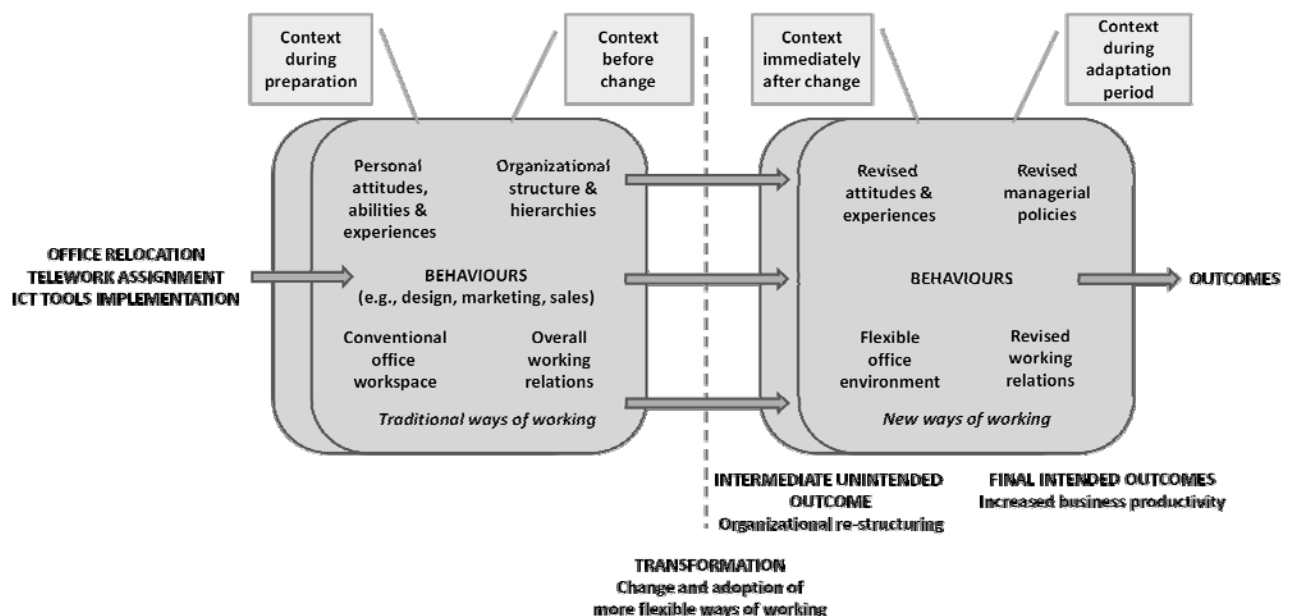 Context
during
preparation
Context
before
change
Context
immediately
after change
Context
during
adaptation
period
Personal
attitudes,
abilities &
experiences
Organizational
structure &
hierarchies
Revised
attitudes &
experiences
Revised
managerial
policies
OFFICE RELOCATION
TELEWORK ASSIGNMENT
ICT TOOLS IMPLEMENTATION
BEHAVIOURS
(e.g., design, marketing, sales)
BEHAVIOURS
OUTCOMES
Conventional
office
workspace
Overall
working
relations
Flexible
office
environment
Revised
working
relations
Traditional ways of working
New ways of working
INTERMEDIATE UNINTENDED
OUTCOME
Organizational re-structuring
FINAL INTENDED OUTCOMES
Increased business productivity
TRANSFORMATION
Change and adoption of
more flexible ways of working